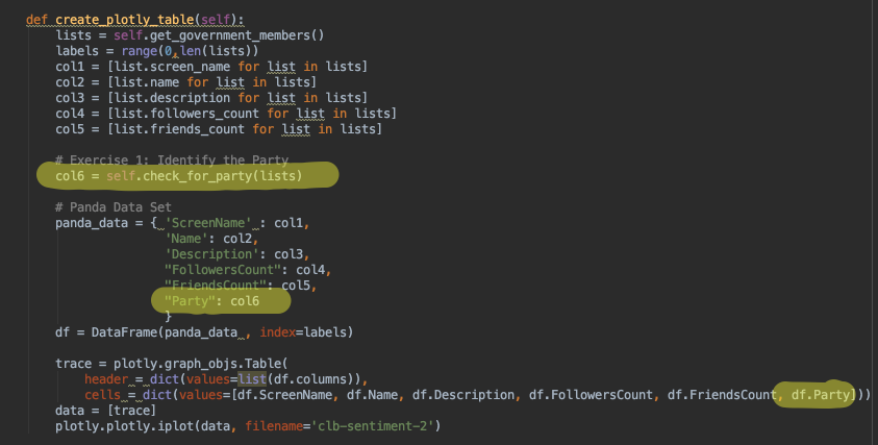 def create_plotly_table(self):
lists = self.get_government_members()
labels = range(0,len(lists))
col1 = [list.screen_name for list in lists]
col2 = [list.name for list in lists]
col3 = [list.description for list in lists]
col4 = [list.followers_count for list in lists]
col5 = [list.friends_count for list in lists]
# Exercise 1: Identify the Party
col6 = self.check_for_party(lists)
# Panda Data Set
panda_data = { 'ScreenName' : col1,
'Name': col2,
'Description': col3,
"FollowersCount": col4,
"FriendsCount": col5,
"Party": col6
}
df = DataFrame(panda_data , index=labels)
trace = plotly.graph_objs.Table(
header = dict(values=list(df.columns)),
cells = dict(values=[df.ScreenName, df.Name, df.Description, df.FollowersCount, df.FriendsCount, df.Party]))
data = [trace]
plotly.plotly.iplot(data, filename='clb-sentiment-2')